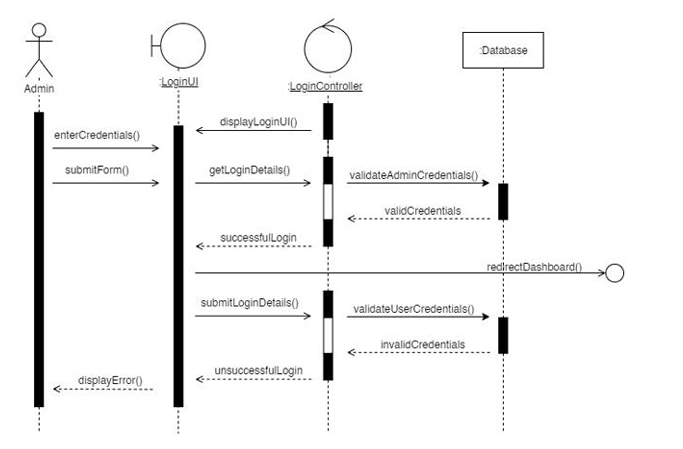 :Database
Admin
:LoginUI
:LoginController
displayLoginUI()
enterCredentials()
submitForm()
getLoginDetails()
validateAdminCredentials()
validCredentials
successfulLogin
redirectDashboard()
submitLoginDetails()
validateUserCredentials()
invalidCredentials
unsuccessfulLogin
displayError()